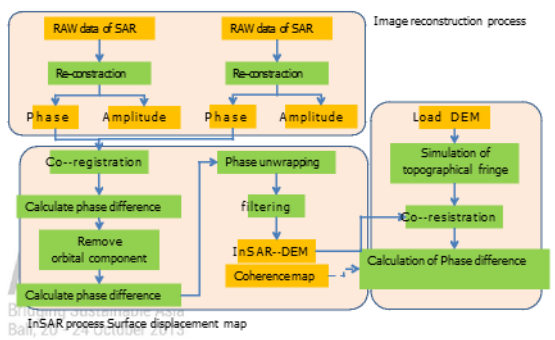 RAW data of SAR
RAW data of SAR
Image reconstruction process
Re-constraction
Re-constraction
Phase
Amplitude
Phase
Amplitude
Load DEM
Simulation of
topographical fringe
Co--resistration
Calculation of Phase difference
Co--registration
Calculate phase difference
Remove
orbital component
Calculate phase difference
Phase unwrapping
filtering
InSAR--DEM
Coherence map
Bridging Sustainable Asia
InSAR process Surface displacement map
Bali, 20 - 24 October 2013